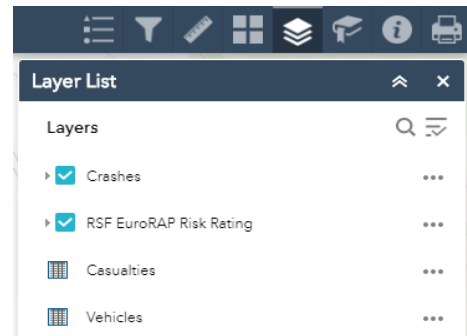 Layer List
Layers
Crashes
RSF EuroRAP Risk Rating
Casualties
Vehicles